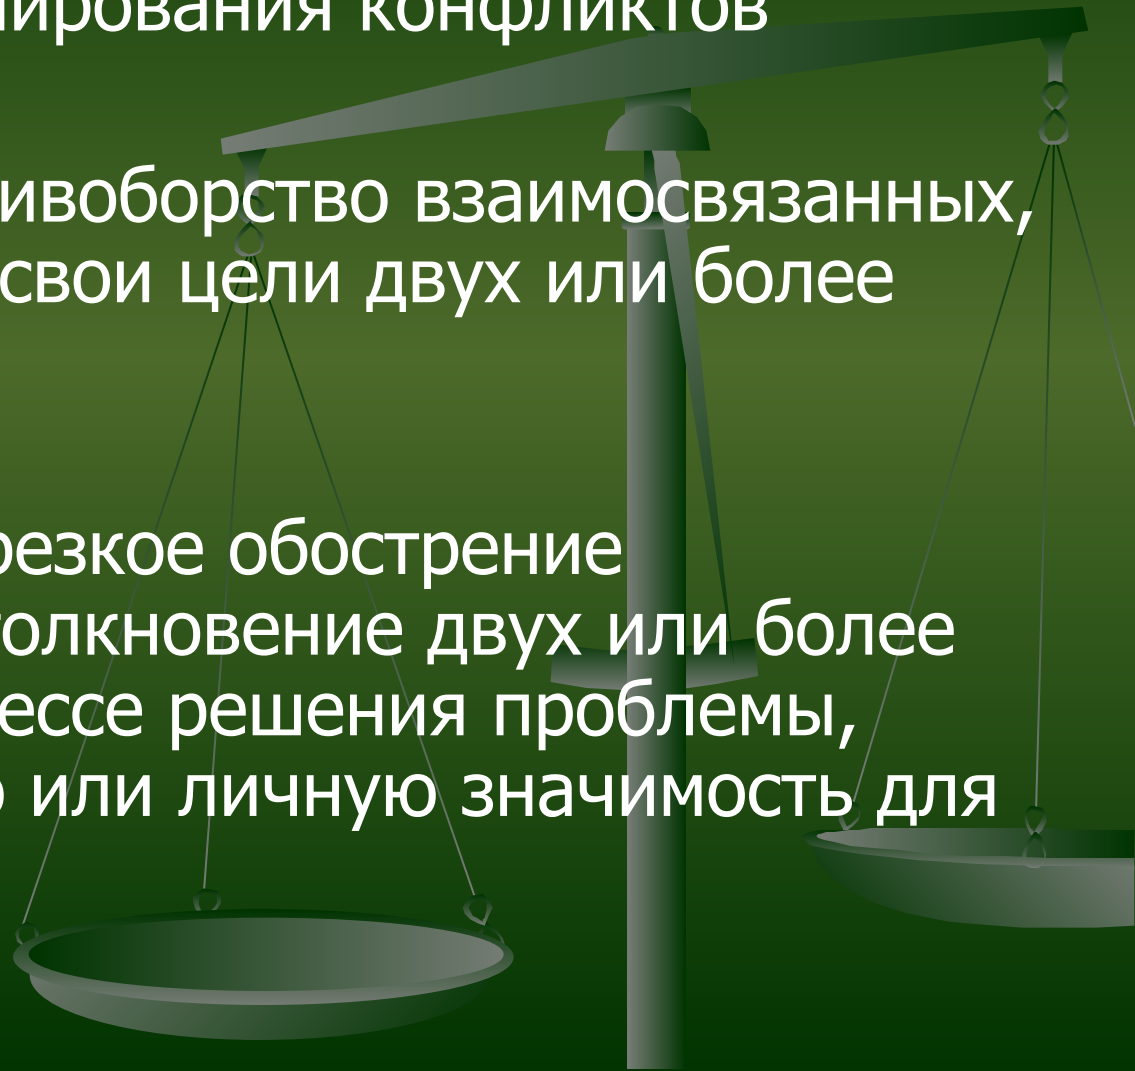 ирования конфликтов
ивоборство взаимосвязанных,
свои цели двух или более
резкое обострение
толкновение двух или более
ессе решения проблемы,
или личную значимость для